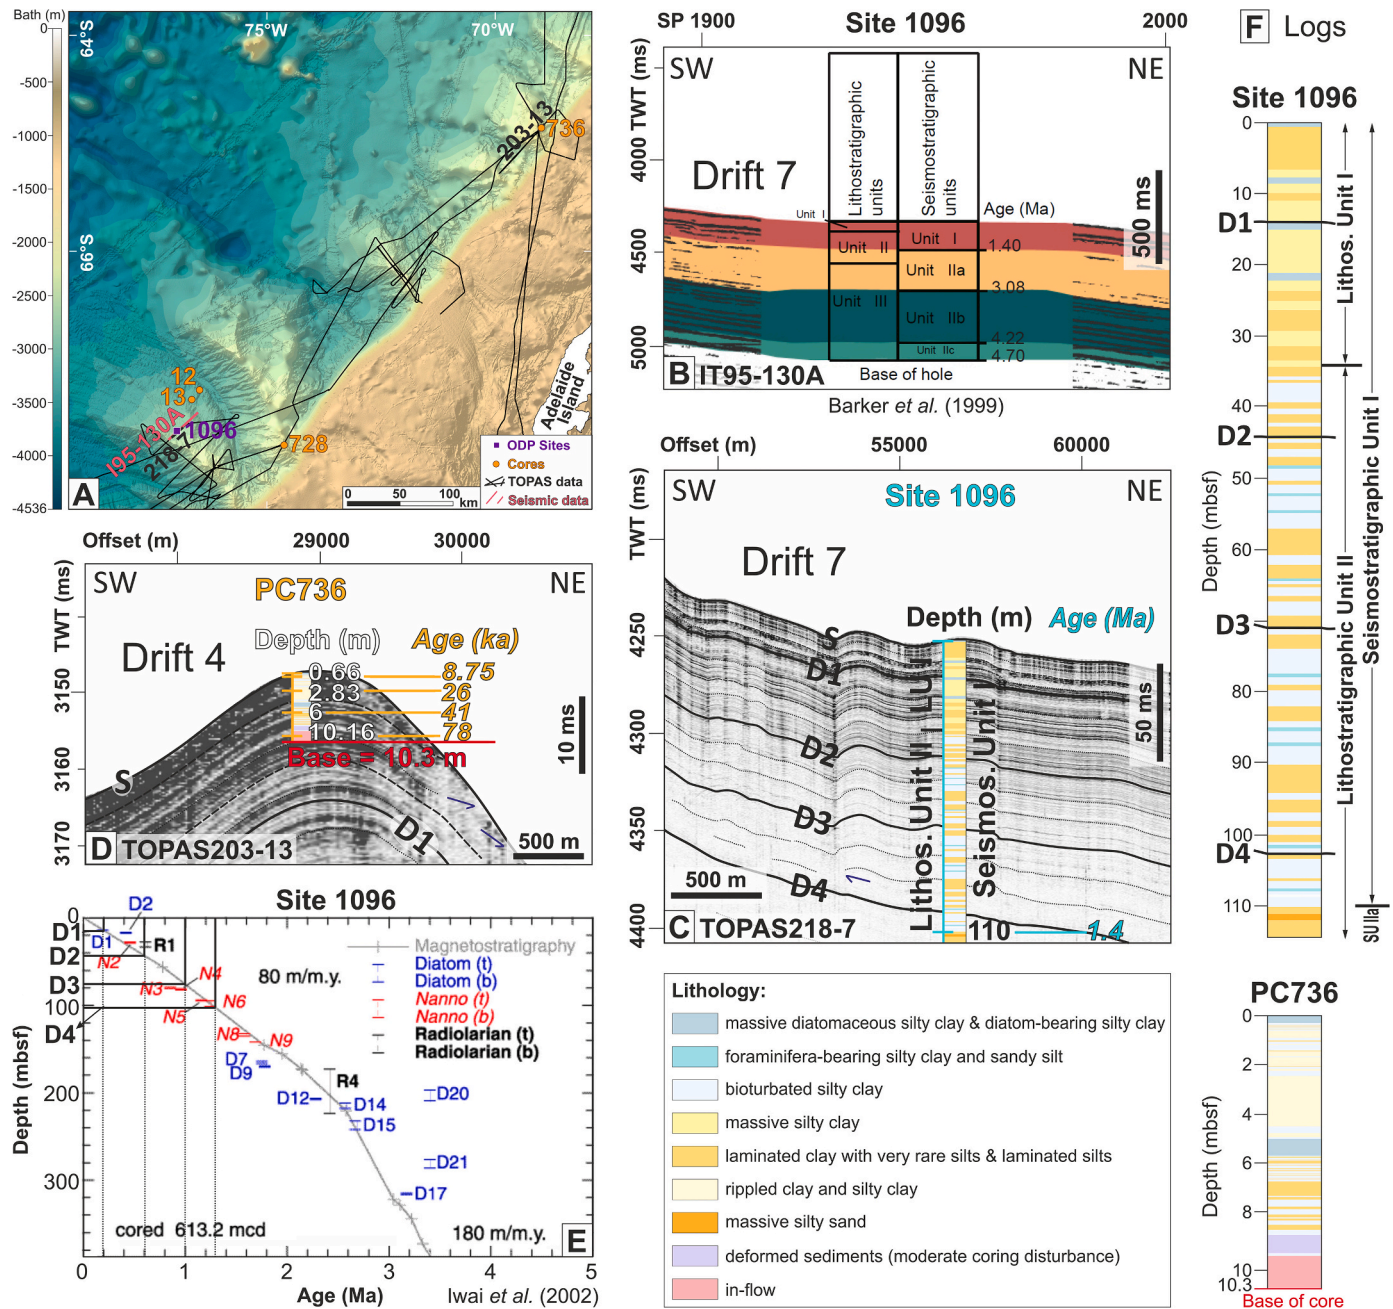 Bath (m)
0
-500
-1000
-1500
-2000
-2500
-3000
-3500
-4000
-4536
64°S
66°S
75°W
70°W
203-13
736
12
13
I95-130A
1096
218-7
728
Adelaide
Island
ODP Sites
Cores
TOPAS data
Seismic data
0 50 100
km
A
SP 1900
Site 1096
2000
SW
NE
TWT (ms)
4000
4500
5000
Drift 7
Lithostratigraphic
units
Seismostratigraphic
units
Age (Ma)
500 ms
Unit I
Unit II
Unit III
Unit I
Unit IIa
Unit IIb
Unit IIc
1.40
3.08
4.22
4.70
Base of hole
B IT95-130A
Barker et al. (1999)
Offset (m)
55000
60000
SW
Site 1096
NE
TWT (ms)
4250
4300
4350
4400
Drift 7
Depth (m)
Age (Ma)
S
D1
D2
D3
D4
Lithos. Unit II
LU I
Seismos. Unit I
50 ms
500 m
110
1.4
C TOPAS218-7
Offset (m)
29000
30000
SW
PC736
NE
TWT (ms)
3150
3160
3170
Drift 4
Depth (m)
Age (ka)
0.66
8.75
2.83
26
6
41
10.16
78
Base = 10.3 m
10 ms
S
D1
500 m
D TOPAS203-13
Site 1096
Depth (mbsf)
0
100
200
300
D1
D2
D3
D4
D2
D1
R1
N2
N4
N3
N6
N5
N8
N9
D7
D9
R4
D12
D14
D15
D20
D21
D17
80 m/m.y.
Magnetostratigraphy
Diatom (t)
Diatom (b)
Nanno (t)
Nanno (b)
Radiolarian (t)
Radiolarian (b)
cored 613.2 mcd
180 m/m.y.
E
0 1 2 3 4 5
Age (Ma)
Iwai et al. (2002)
Lithology:
massive diatomaceous silty clay & diatom-bearing silty clay
foraminifera-bearing silty clay and sandy silt
bioturbated silty clay
massive silty clay
laminated clay with very rare silts & laminated silts
rippled clay and silty clay
massive silty sand
deformed sediments (moderate coring disturbance)
in-flow
F Logs
Site 1096
Depth (mbsf)
0
10
D1
20
30
40
D2
50
60
70
D3
80
90
100
D4
110
Lithos. Unit I
Lithostratigraphic Unit II
Seismostratigraphic Unit I
SUIIa
PC736
Depth (mbsf)
0
2
4
6
8
10
10.3
Base of core